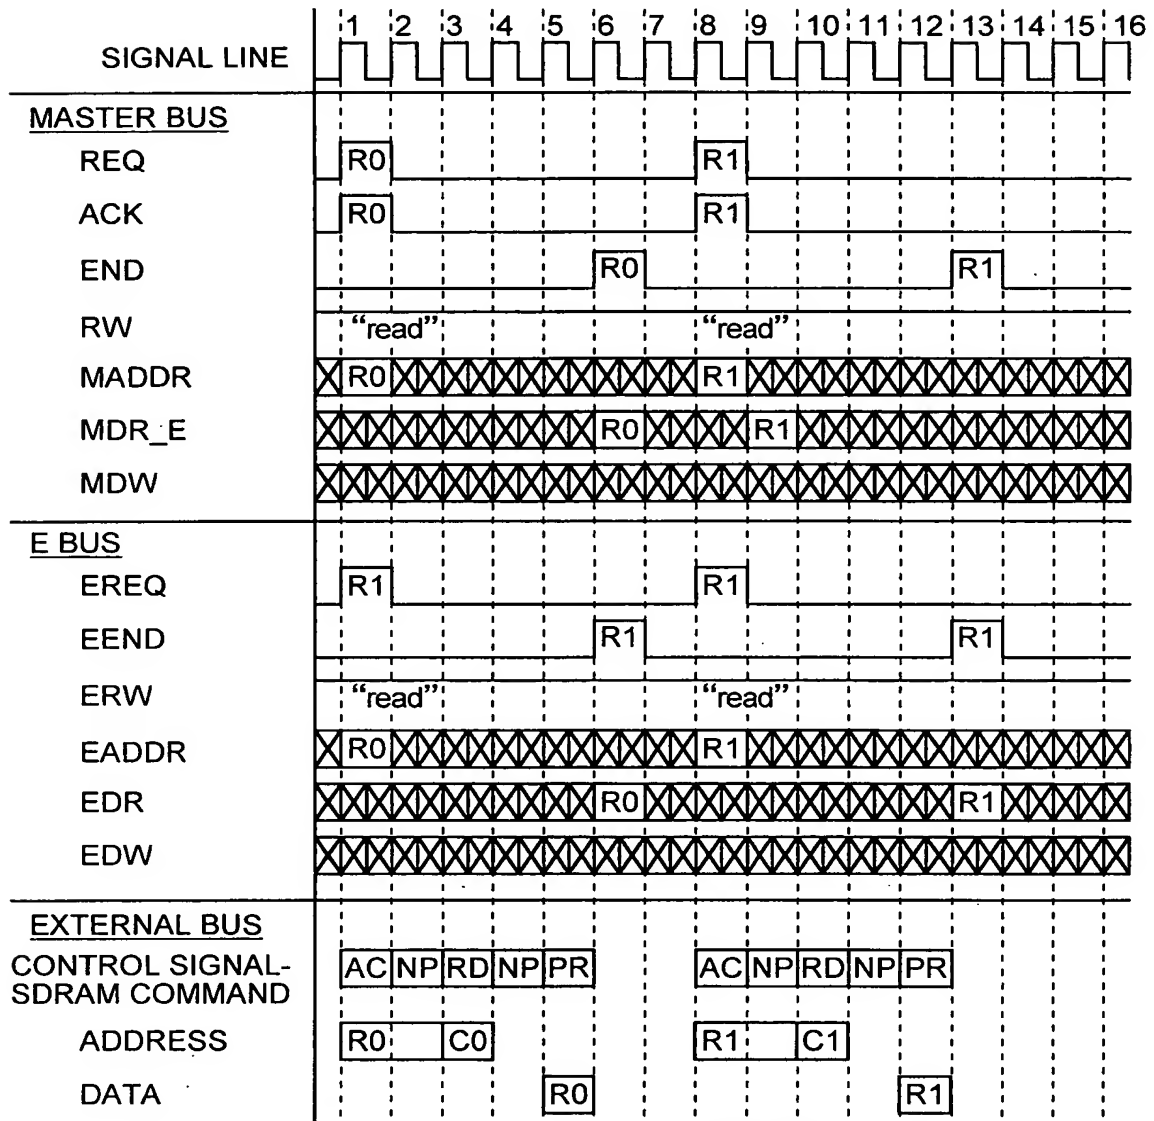 1 2 3 4 5 6 7 8 9 10 11 12 13 14 15 16
SIGNAL LINE
MASTER BUS
REQ R0 R1
ACK R0 R1
END R0 R1
RW “read” “read”
MADDR R0 R1
MDR_E R0 R1
MDW
E BUS
EREQ R1 R1
EEND R1 R1
ERW “read” “read”
EADDR R0 R1
EDR R0 R1
EDW
EXTERNAL BUS
CONTROL SIGNAL- AC NP RD NP PR AC NP RD NP PR
SDRAM COMMAND
ADDRESS R0 C0 R1 C1
DATA R0 R1